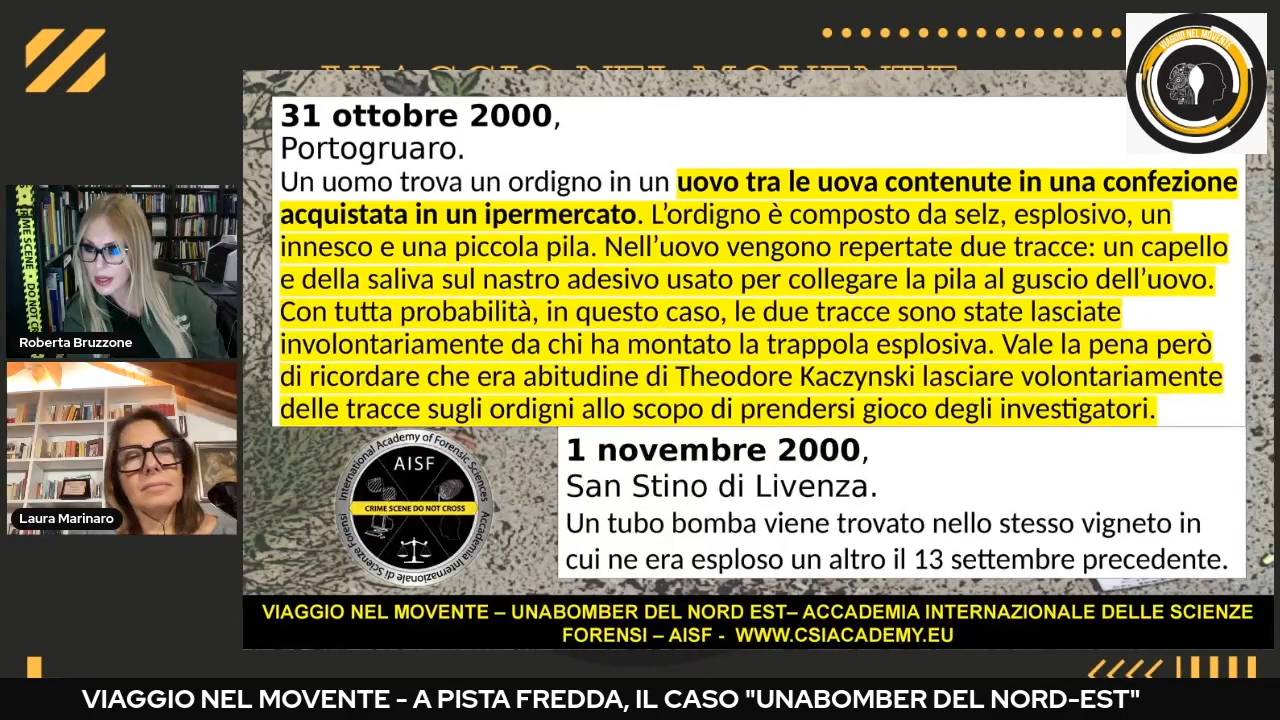 VIAGGIO NEL MOVENTE
VIAGGIO NEL MOVENTE
31 ottobre 2000,
Portogruaro.
Un uomo trova un ordigno in un uovo tra le uova contenute in una confezione
acquistata in un ipermercato. L’ordigno è composto da selz, esplosivo, un
innesco e una piccola pila. Nell’uovo vengono repertate due tracce: un capello
e della saliva sul nastro adesivo usato per collegare la pila al guscio dell’uovo.
Con tutta probabilità, in questo caso, le due tracce sono state lasciate
involontariamente da chi ha montato la trappola esplosiva. Vale la pena però
di ricordare che era abitudine di Theodore Kaczynski lasciare volontariamente
delle tracce sugli ordigni allo scopo di prendersi gioco degli investigatori.
Roberta Bruzzone
Laura Marinaro
International Academy of Forensic Sciences
AISF
CRIME SCENE DO NOT CROSS
Accademia Internazionale di Scienze Forensi
1 novembre 2000,
San Stino di Livenza.
Un tubo bomba viene trovato nello stesso vigneto in
cui ne era esploso un altro il 13 settembre precedente.
VIAGGIO NEL MOVENTE – UNABOMBER DEL NORD EST– ACCADEMIA INTERNAZIONALE DELLE SCIENZE
FORENSI – AISF - WWW.CSIACADEMY.EU
VIAGGIO NEL MOVENTE - A PISTA FREDDA, IL CASO "UNABOMBER DEL NORD-EST"